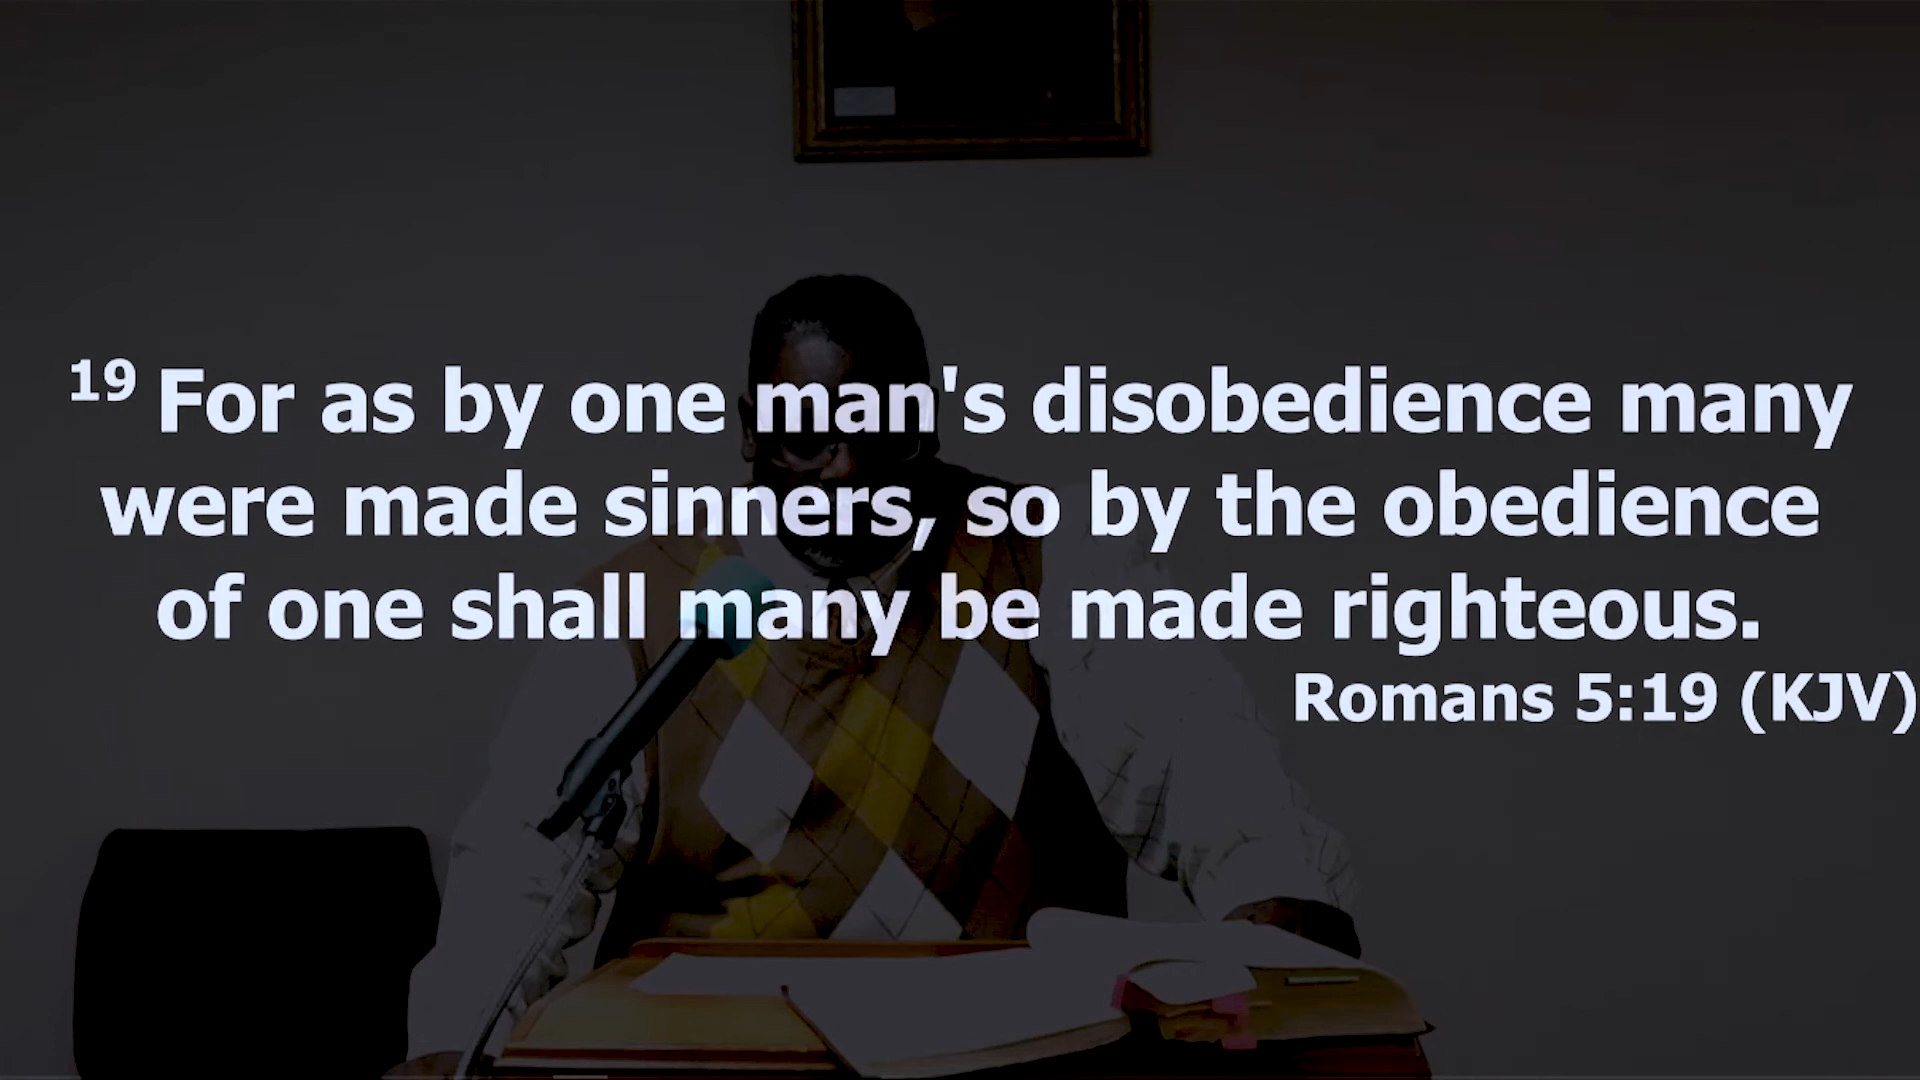 19 For as by one man's disobedience many
were made sinners, so by the obedience
of one shall many be made righteous.
Romans 5:19 (KJV)